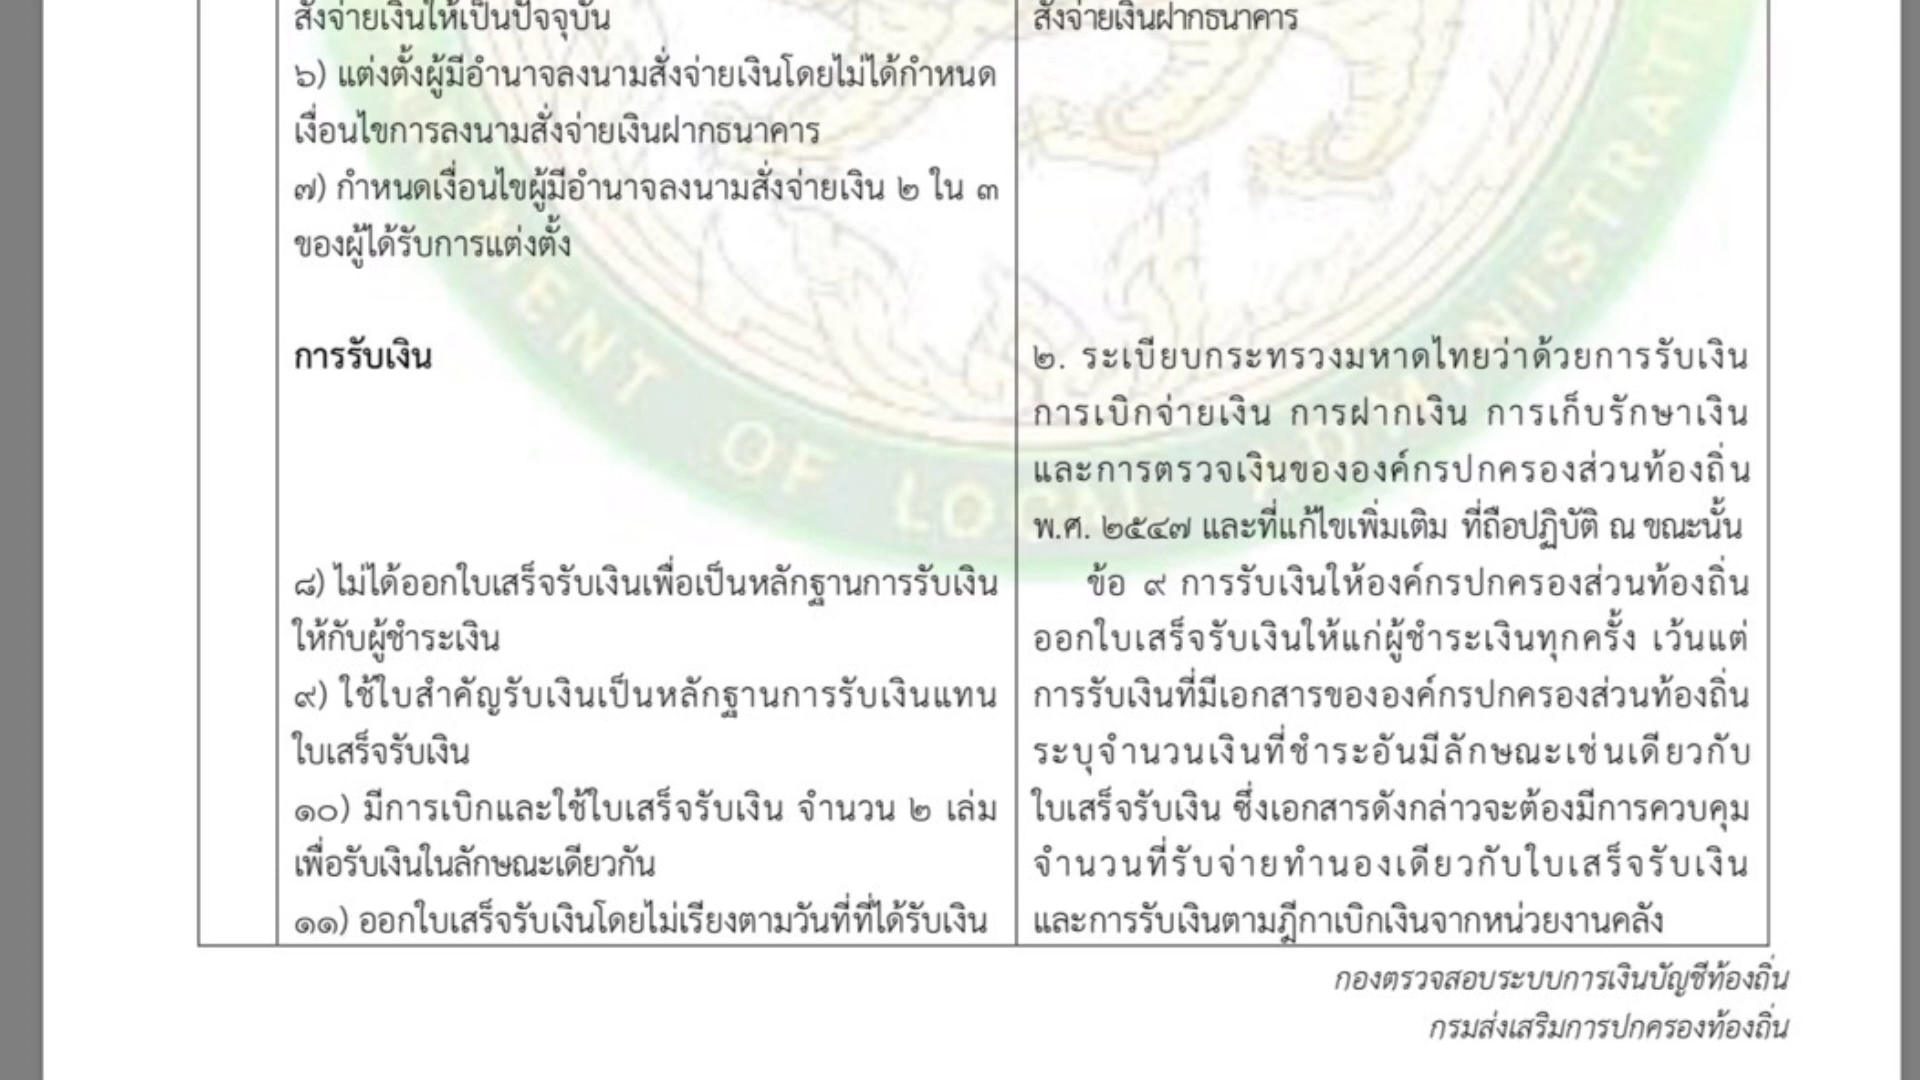 สั่งจ่ายเงินให้เป็นปัจจุบัน
๖) แต่งตั้งผู้มีอำนาจลงนามสั่งจ่ายเงินโดยไม่ได้กำหนด
เงื่อนไขการลงนามสั่งจ่ายเงินฝากธนาคาร
๗) กำหนดเงื่อนไขผู้มีอำนาจลงนามสั่งจ่ายเงิน ๒ ใน ๓
ของผู้ได้รับการแต่งตั้ง
การรับเงิน
๘) ไม่ได้ออกใบเสร็จรับเงินเพื่อเป็นหลักฐานการรับเงิน
ให้กับผู้ชำระเงิน
๙) ใช้ใบสำคัญรับเงินเป็นหลักฐานการรับเงินแทน
ใบเสร็จรับเงิน
๑๐) มีการเบิกและใช้ใบเสร็จรับเงิน จำนวน ๒ เล่ม
เพื่อรับเงินในลักษณะเดียวกัน
๑๑) ออกใบเสร็จรับเงินโดยไม่เรียงตามวันที่ที่ได้รับเงิน
สั่งจ่ายเงินฝากธนาคาร
๒. ระเบียบกระทรวงมหาดไทยว่าด้วยการรับเงิน
การเบิกจ่ายเงิน การฝากเงิน การเก็บรักษาเงิน
และการตรวจเงินขององค์กรปกครองส่วนท้องถิ่น
พ.ศ. ๒๕๔๗ และที่แก้ไขเพิ่มเติม ที่ถือปฏิบัติ ณ ขณะนั้น
ข้อ ๙ การรับเงินให้องค์กรปกครองส่วนท้องถิ่น
ออกใบเสร็จรับเงินให้แก่ผู้ชำระเงินทุกครั้ง เว้นแต่
การรับเงินที่มีเอกสารขององค์กรปกครองส่วนท้องถิ่น
ระบุจำนวนเงินที่ชำระอันมีลักษณะเช่นเดียวกับ
ใบเสร็จรับเงิน ซึ่งเอกสารดังกล่าวจะต้องมีการควบคุม
จำนวนที่รับจ่ายทำนองเดียวกับใบเสร็จรับเงิน
และการรับเงินตามฎีกาเบิกเงินจากหน่วยงานคลัง
กองตรวจสอบระบบการเงินบัญชีท้องถิ่น
กรมส่งเสริมการปกครองท้องถิ่น
OF LOCAL